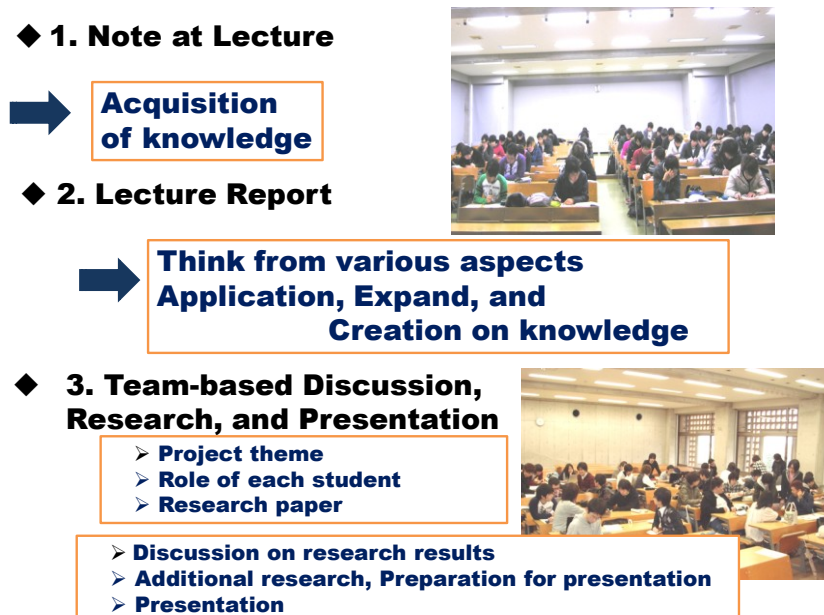 ◆ 1. Note at Lecture
Acquisition
of knowledge
◆ 2. Lecture Report
Think from various aspects
Application, Expand, and
Creation on knowledge
◆ 3. Team-based Discussion,
Research, and Presentation
➢ Project theme
➢ Role of each student
➢ Research paper
➢ Discussion on research results
➢ Additional research, Preparation for presentation
➢ Presentation